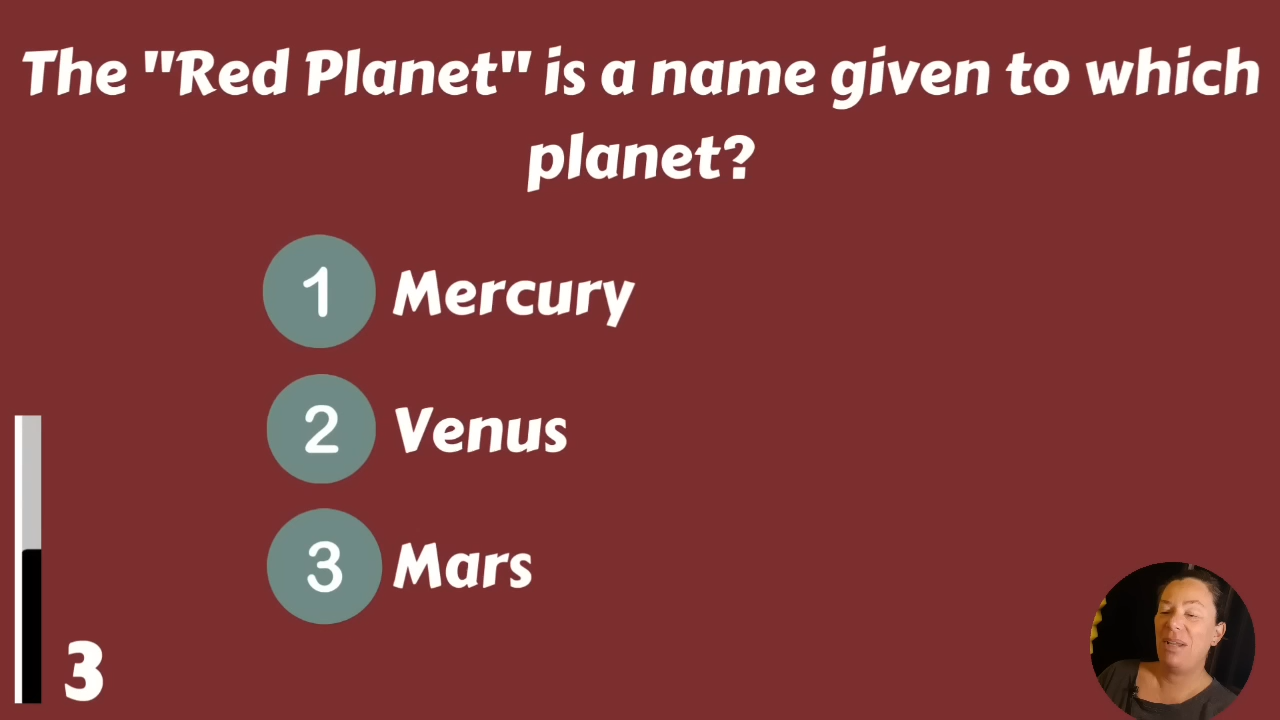 The "Red Planet" is a name given to which
planet?
1 Mercury
2 Venus
3 Mars
3